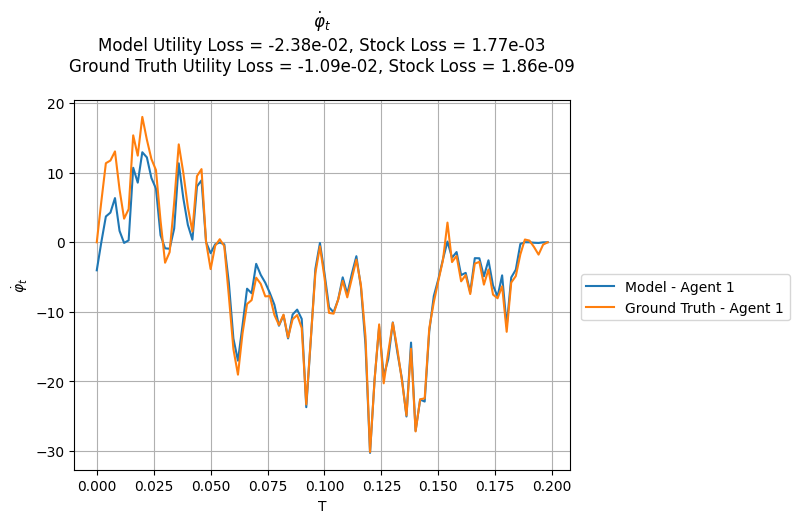 φ̇ₜ
Model Utility Loss = -2.38e-02, Stock Loss = 1.77e-03
Ground Truth Utility Loss = -1.09e-02, Stock Loss = 1.86e-09
20
10
0
−10
−20
−30
φ̇ₜ
0.000 0.025 0.050 0.075 0.100 0.125 0.150 0.175 0.200
T
Model - Agent 1
Ground Truth - Agent 1